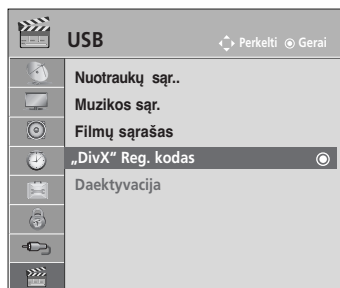 USB
Perkelti Gerai
Nuotraukų sąr..
Muzikos sąr.
Filmų sąrašas
„DivX“ Reg. kodas
Daektyvacija